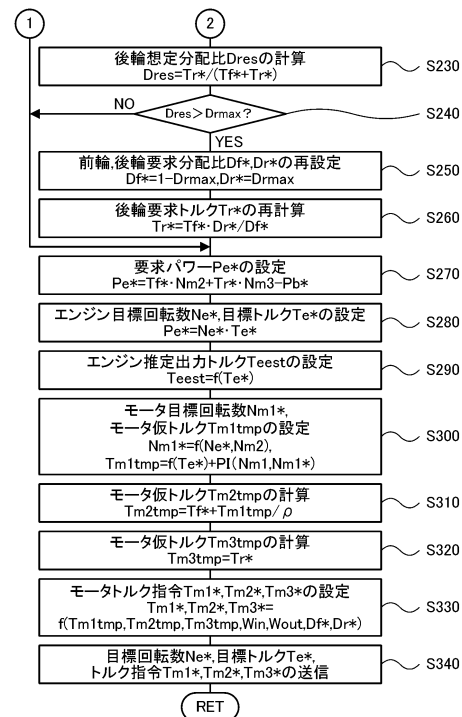 1
2
後輪想定分配比Dresの計算
Dres=Tr*/(Tf*+Tr*)
S230
NO
Dres＞Drmax？
S240
YES
前輪,後輪要求分配比Df*,Dr*の再設定
Df*=1-Drmax,Dr*=Drmax
S250
後輪要求トルクTr*の再計算
Tr*=Tf*･Dr*/Df*
S260
要求パワーPe*の設定
Pe*=Tf*･Nm2+Tr*･Nm3-Pb*
S270
エンジン目標回転数Ne*,目標トルクTe*の設定
Pe*=Ne*･Te*
S280
エンジン推定出力トルクTeestの設定
Teest=f(Te*)
S290
モータ目標回転数Nm1*,
モータ仮トルクTm1tmpの設定
Nm1*=f(Ne*,Nm2),
Tm1tmp=f(Te*)+PI(Nm1,Nm1*)
S300
モータ仮トルクTm2tmpの計算
Tm2tmp=Tf*+Tm1tmp/ρ
S310
モータ仮トルクTm3tmpの計算
Tm3tmp=Tr*
S320
モータトルク指令Tm1*,Tm2*,Tm3*の設定
Tm1*,Tm2*,Tm3*=
f(Tm1tmp,Tm2tmp,Tm3tmp,Win,Wout,Df*,Dr*)
S330
目標回転数Ne*,目標トルクTe*,
トルク指令Tm1*,Tm2*,Tm3*の送信
S340
RET